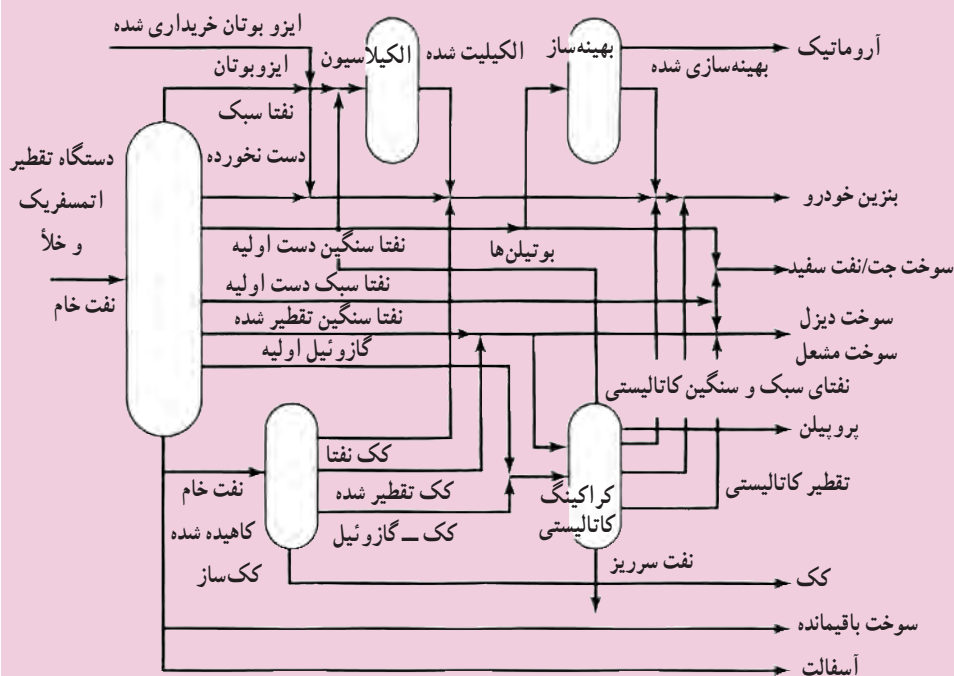 ایزو بوتان خریداری شده
ایزوبوتان
الکیلاسیون
الکیلیت شده
بهینه‌ساز
بهینه‌سازی شده
آروماتیک
نفتا سبک
دست نخورده
دستگاه تقطیر
اتمسفریک
و خلأ
نفت خام
بنزین خودرو
نفتا سنگین دست اولیه
بوتیلن‌ها
سوخت جت/نفت سفید
نفتا سبک دست اولیه
نفتا سنگین تقطیر شده
سوخت دیزل
سوخت مشعل
گازوئیل اولیه
نفتای سبک و سنگین کاتالیستی
پروپیلن
کک نفتا
نفت خام
کاهیده شده
کک‌ساز
کک تقطیر شده
کک ــ گازوئیل
کراکینگ
کاتالیستی
تقطیر کاتالیستی
نفت سرریز
کک
سوخت باقیمانده
آسفالت